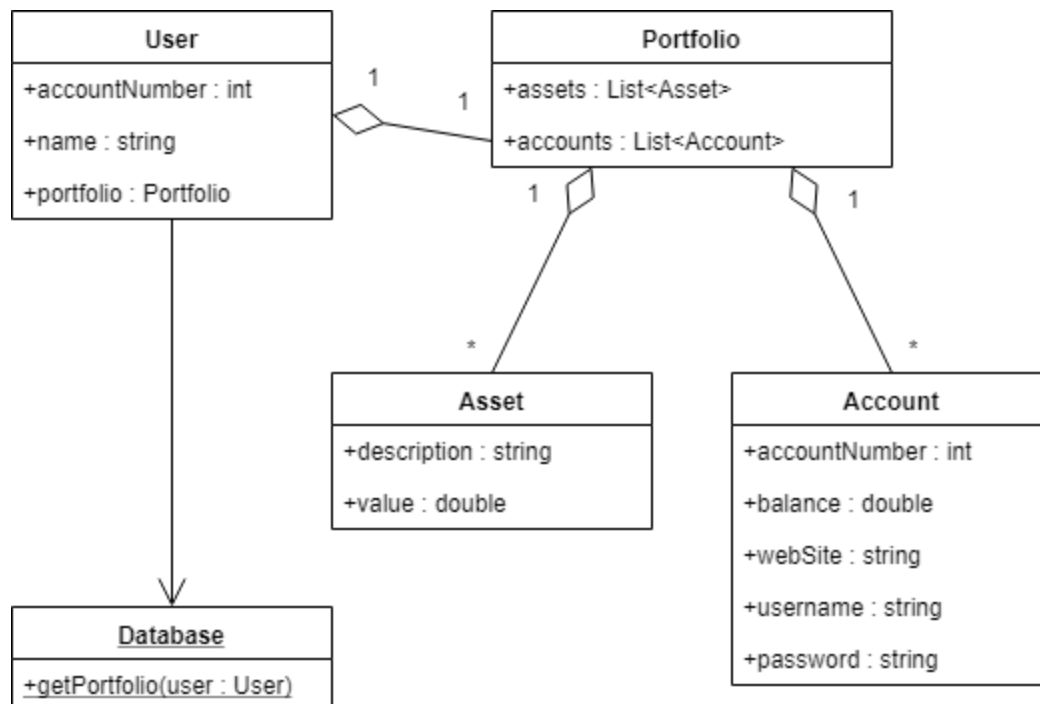 User
+accountNumber : int
+name : string
+portfolio : Portfolio
1
1
Portfolio
+assets : List<Asset>
+accounts : List<Account>
1
1
*
*
Asset
+description : string
+value : double
Account
+accountNumber : int
+balance : double
+webSite : string
+username : string
+password : string
Database
+getPortfolio(user : User)